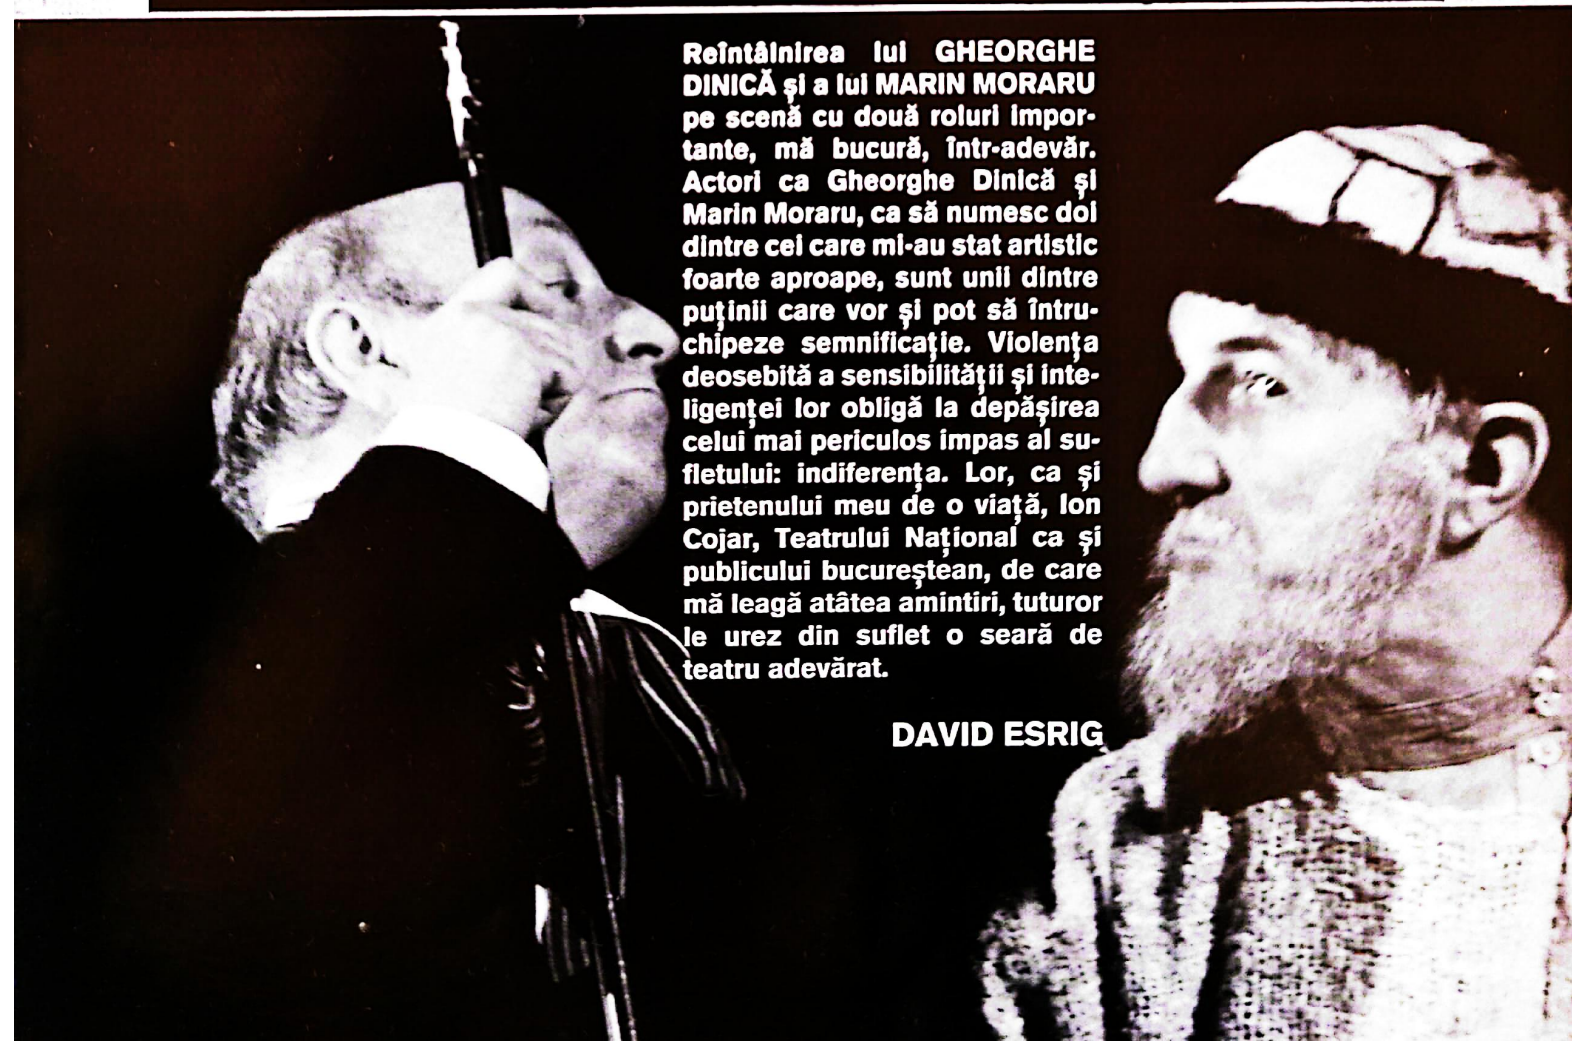 Reîntâlnirea lui GHEORGHE
DINICĂ și a lui MARIN MORARU
pe scenă cu două roluri impor-
tante, mă bucură, într-adevăr.
Actori ca Gheorghe Dinică și
Marin Moraru, ca să numesc doi
dintre cei care mi-au stat artistic
foarte aproape, sunt unii dintre
puținii care vor și pot să întru-
chipeze semnificație. Violența
deosebită a sensibilității și inte-
ligenței lor obligă la depășirea
celui mai periculos impas al su-
fletului: indiferența. Lor, ca și
prietenului meu de o viață, Ion
Cojar, Teatrului Național ca și
publicului bucureștean, de care
mă leagă atâtea amintiri, tuturor
le urez din suflet o seară de
teatru adevărat.
DAVID ESRIG